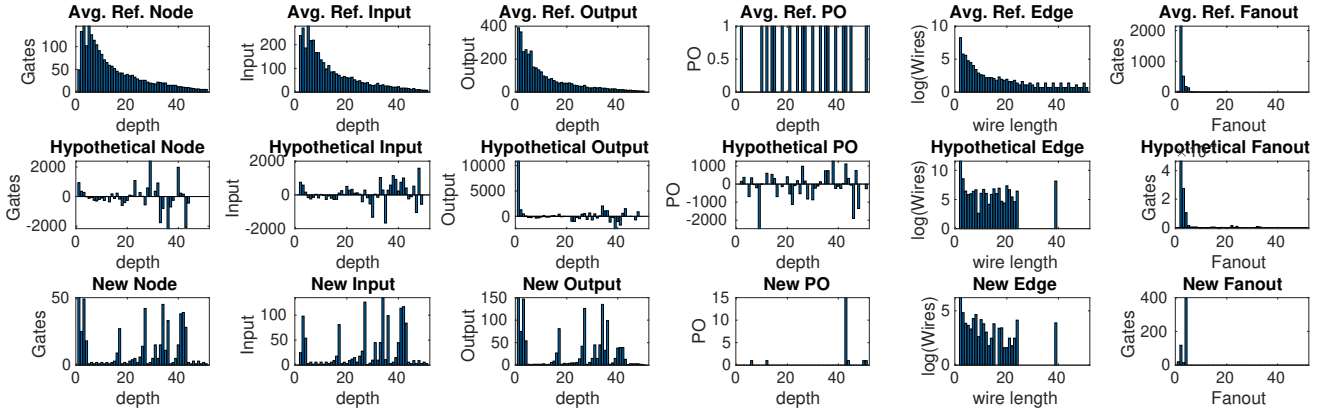 Avg. Ref. Node
Gates
100
50
0
0 20 40
depth
Avg. Ref. Input
Input
200
100
0
0 20 40
depth
Avg. Ref. Output
Output
400
200
0
0 20 40
depth
Avg. Ref. PO
PO
1
0.5
0
0 20 40
depth
Avg. Ref. Edge
log(Wires)
10
5
0
0 20 40
wire length
Avg. Ref. Fanout
Gates
2000
1000
0
0 20 40
Fanout
Hypothetical Node
Gates
2000
0
-2000
0 20 40
depth
Hypothetical Input
Input
2000
0
-2000
0 20 40
depth
Hypothetical Output
Output
10000
5000
0
0 20 40
depth
Hypothetical PO
PO
1000
0
-1000
-2000
0 20 40
depth
Hypothetical Edge
log(Wires)
10
5
0
0 20 40
wire length
Hypothetical Fanout
Gates
4
2
0
0 20 40
Fanout
New Node
Gates
50
0
0 20 40
depth
New Input
Input
100
50
0
0 20 40
depth
New Output
Output
150
100
50
0
0 20 40
depth
New PO
PO
15
10
5
0
0 20 40
depth
New Edge
log(Wires)
5
0
0 20 40
wire length
New Fanout
Gates
400
200
0
0 20 40
Fanout